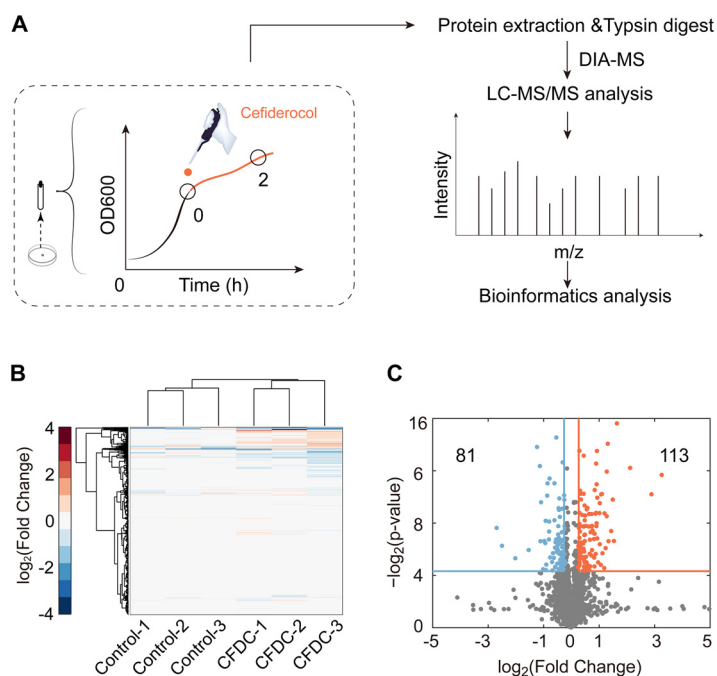 A
Protein extraction &Typsin digest
DIA-MS
LC-MS/MS analysis
Cefiderocol
OD600
0
2
0
Time (h)
Intensity
m/z
Bioinformatics analysis
B
log2(Fold Change)
4
2
0
-2
-4
Control-1
Control-2
Control-3
CFDC-1
CFDC-2
CFDC-3
C
−log2(p-value)
16
6
8
4
0
81
113
-5
-3
-1
0
1
3
5
log2(Fold Change)